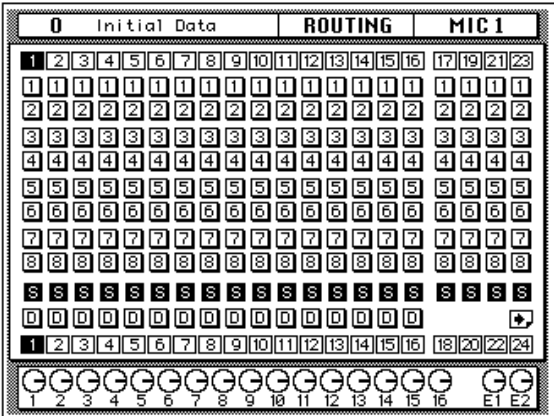 0 Initial Data ROUTING MIC 1
1 2 3 4 5 6 7 8 9 10 11 12 13 14 15 16 17 19 21 23
1 1 1 1 1 1 1 1 1 1 1 1 1 1 1 1 1 1 1 1
2 2 2 2 2 2 2 2 2 2 2 2 2 2 2 2 2 2 2 2
3 3 3 3 3 3 3 3 3 3 3 3 3 3 3 3 3 3 3 3
4 4 4 4 4 4 4 4 4 4 4 4 4 4 4 4 4 4 4 4
5 5 5 5 5 5 5 5 5 5 5 5 5 5 5 5 5 5 5 5
6 6 6 6 6 6 6 6 6 6 6 6 6 6 6 6 6 6 6 6
7 7 7 7 7 7 7 7 7 7 7 7 7 7 7 7 7 7 7 7
8 8 8 8 8 8 8 8 8 8 8 8 8 8 8 8 8 8 8 8
S S S S S S S S S S S S S S S S S S S S
D D D D D D D D D D D D D D D D
1 2 3 4 5 6 7 8 9 10 11 12 13 14 15 16 18 20 22 24
1 2 3 4 5 6 7 8 9 10 11 12 13 14 15 16 E1 E2